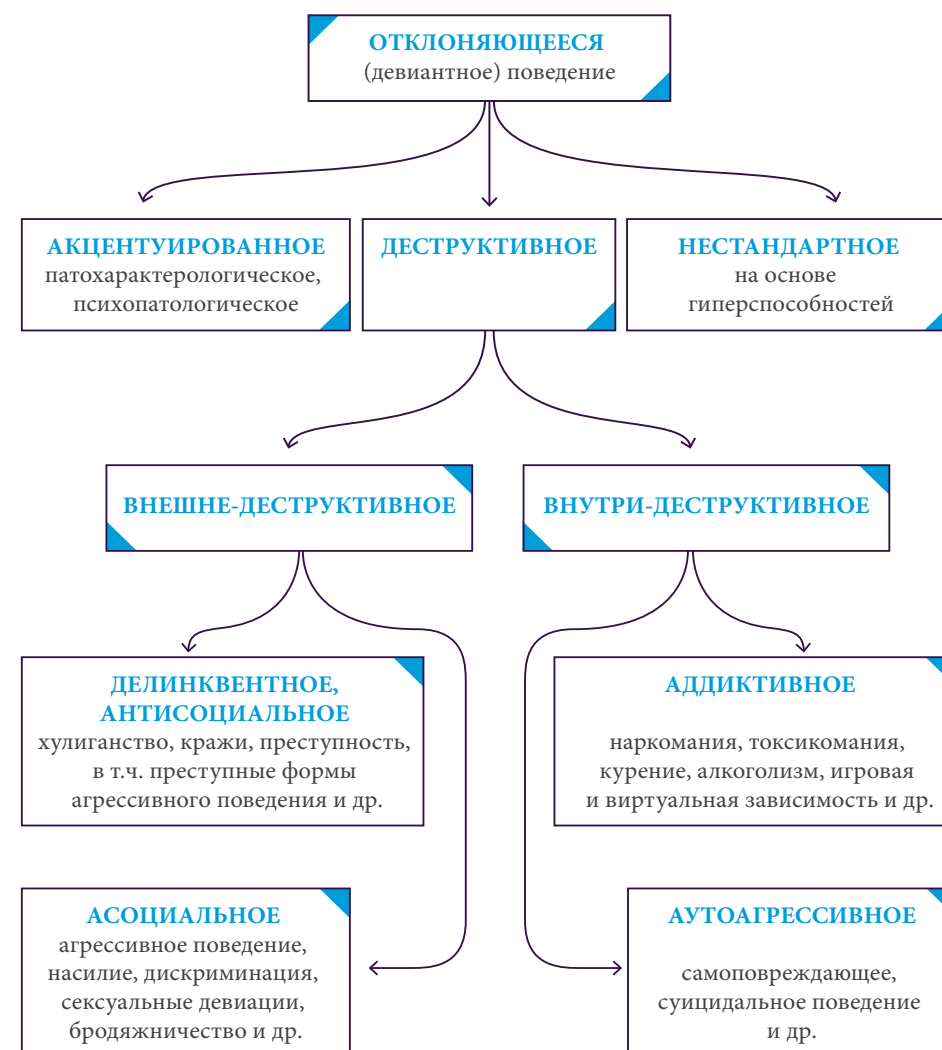 ОТКЛОНЯЮЩЕЕСЯ
(девиантное) поведение
АКЦЕНТУИРОВАННОЕ
патохарактерологическое,
психопатологическое
ДЕСТРУКТИВНОЕ
НЕСТАНДАРТНОЕ
на основе
гиперспособностей
ВНЕШНЕ-ДЕСТРУКТИВНОЕ
ВНУТРИ-ДЕСТРУКТИВНОЕ
ДЕЛИНКВЕНТНОЕ,
АНТИСОЦИАЛЬНОЕ
хулиганство, кражи, преступность,
в т.ч. преступные формы
агрессивного поведения и др.
АДДИКТИВНОЕ
наркомания, токсикомания,
курение, алкоголизм, игровая
и виртуальная зависимость и др.
АСОЦИАЛЬНОЕ
агрессивное поведение,
насилие, дискриминация,
сексуальные девиации,
бродяжничество и др.
АУТОАГРЕССИВНОЕ
самоповреждающее,
суицидальное поведение
и др.